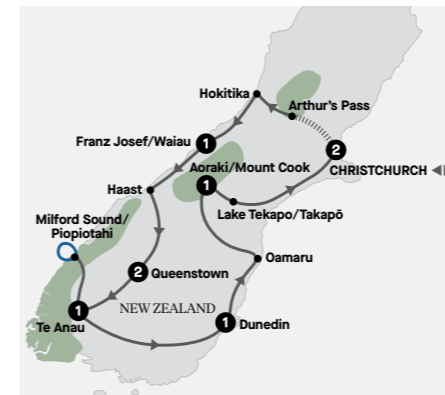 Hokitika
Arthur's Pass
Franz Josef/Waiau
1
2
Aoraki/Mount Cook
CHRISTCHURCH
1
Haast
Lake Tekapo/Takapō
Milford Sound/
Piopiotahi
Oamaru
2
Queenstown
NEW ZEALAND
1
1
Te Anau
Dunedin